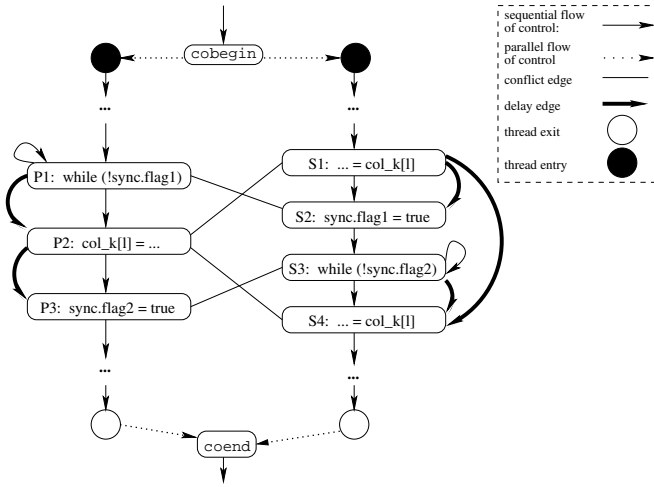 cobegin
...
...
P1: while (!sync.flag1)
P2: col_k[l] = ...
P3: sync.flag2 = true
S1: ... = col_k[l]
S2: sync.flag1 = true
S3: while (!sync.flag2)
S4: ... = col_k[l]
...
...
coend
sequential flow
of control:
parallel flow
of control
conflict edge
delay edge
thread exit
thread entry